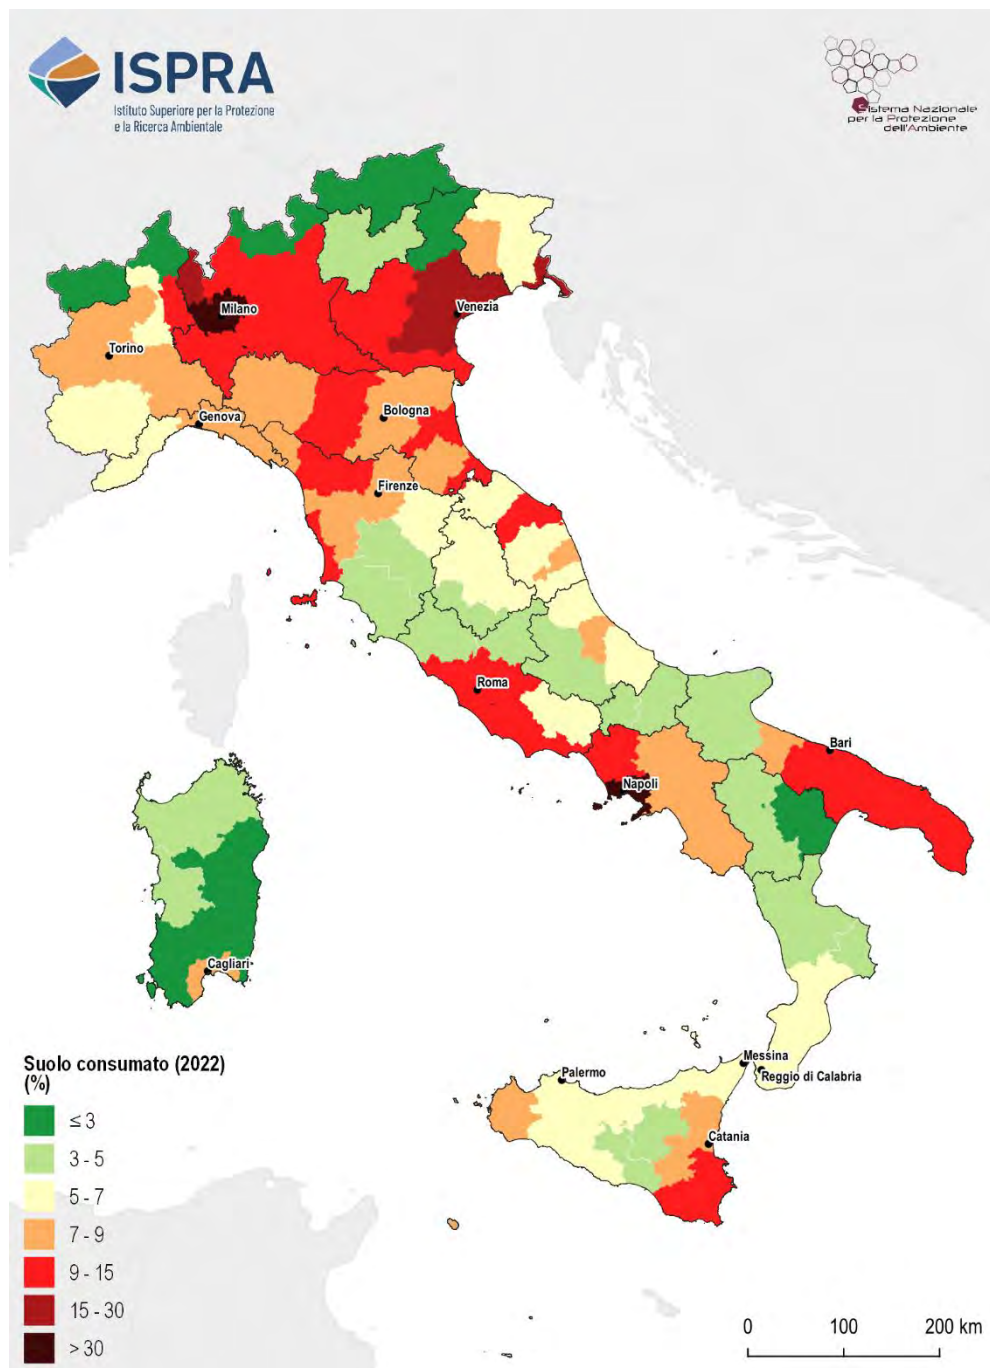 ISPRA
Istituto Superiore per la Protezione
e la Ricerca Ambientale
Sistema Nazionale
per la Protezione
dell'Ambiente
Milano
Venezia
Torino
Genova
Bologna
Firenze
Roma
Bari
Napoli
Cagliari
Messina
Reggio di Calabria
Palermo
Catania
Suolo consumato (2022)
(%)
≤ 3
3 - 5
5 - 7
7 - 9
9 - 15
15 - 30
> 30
0 100 200 km